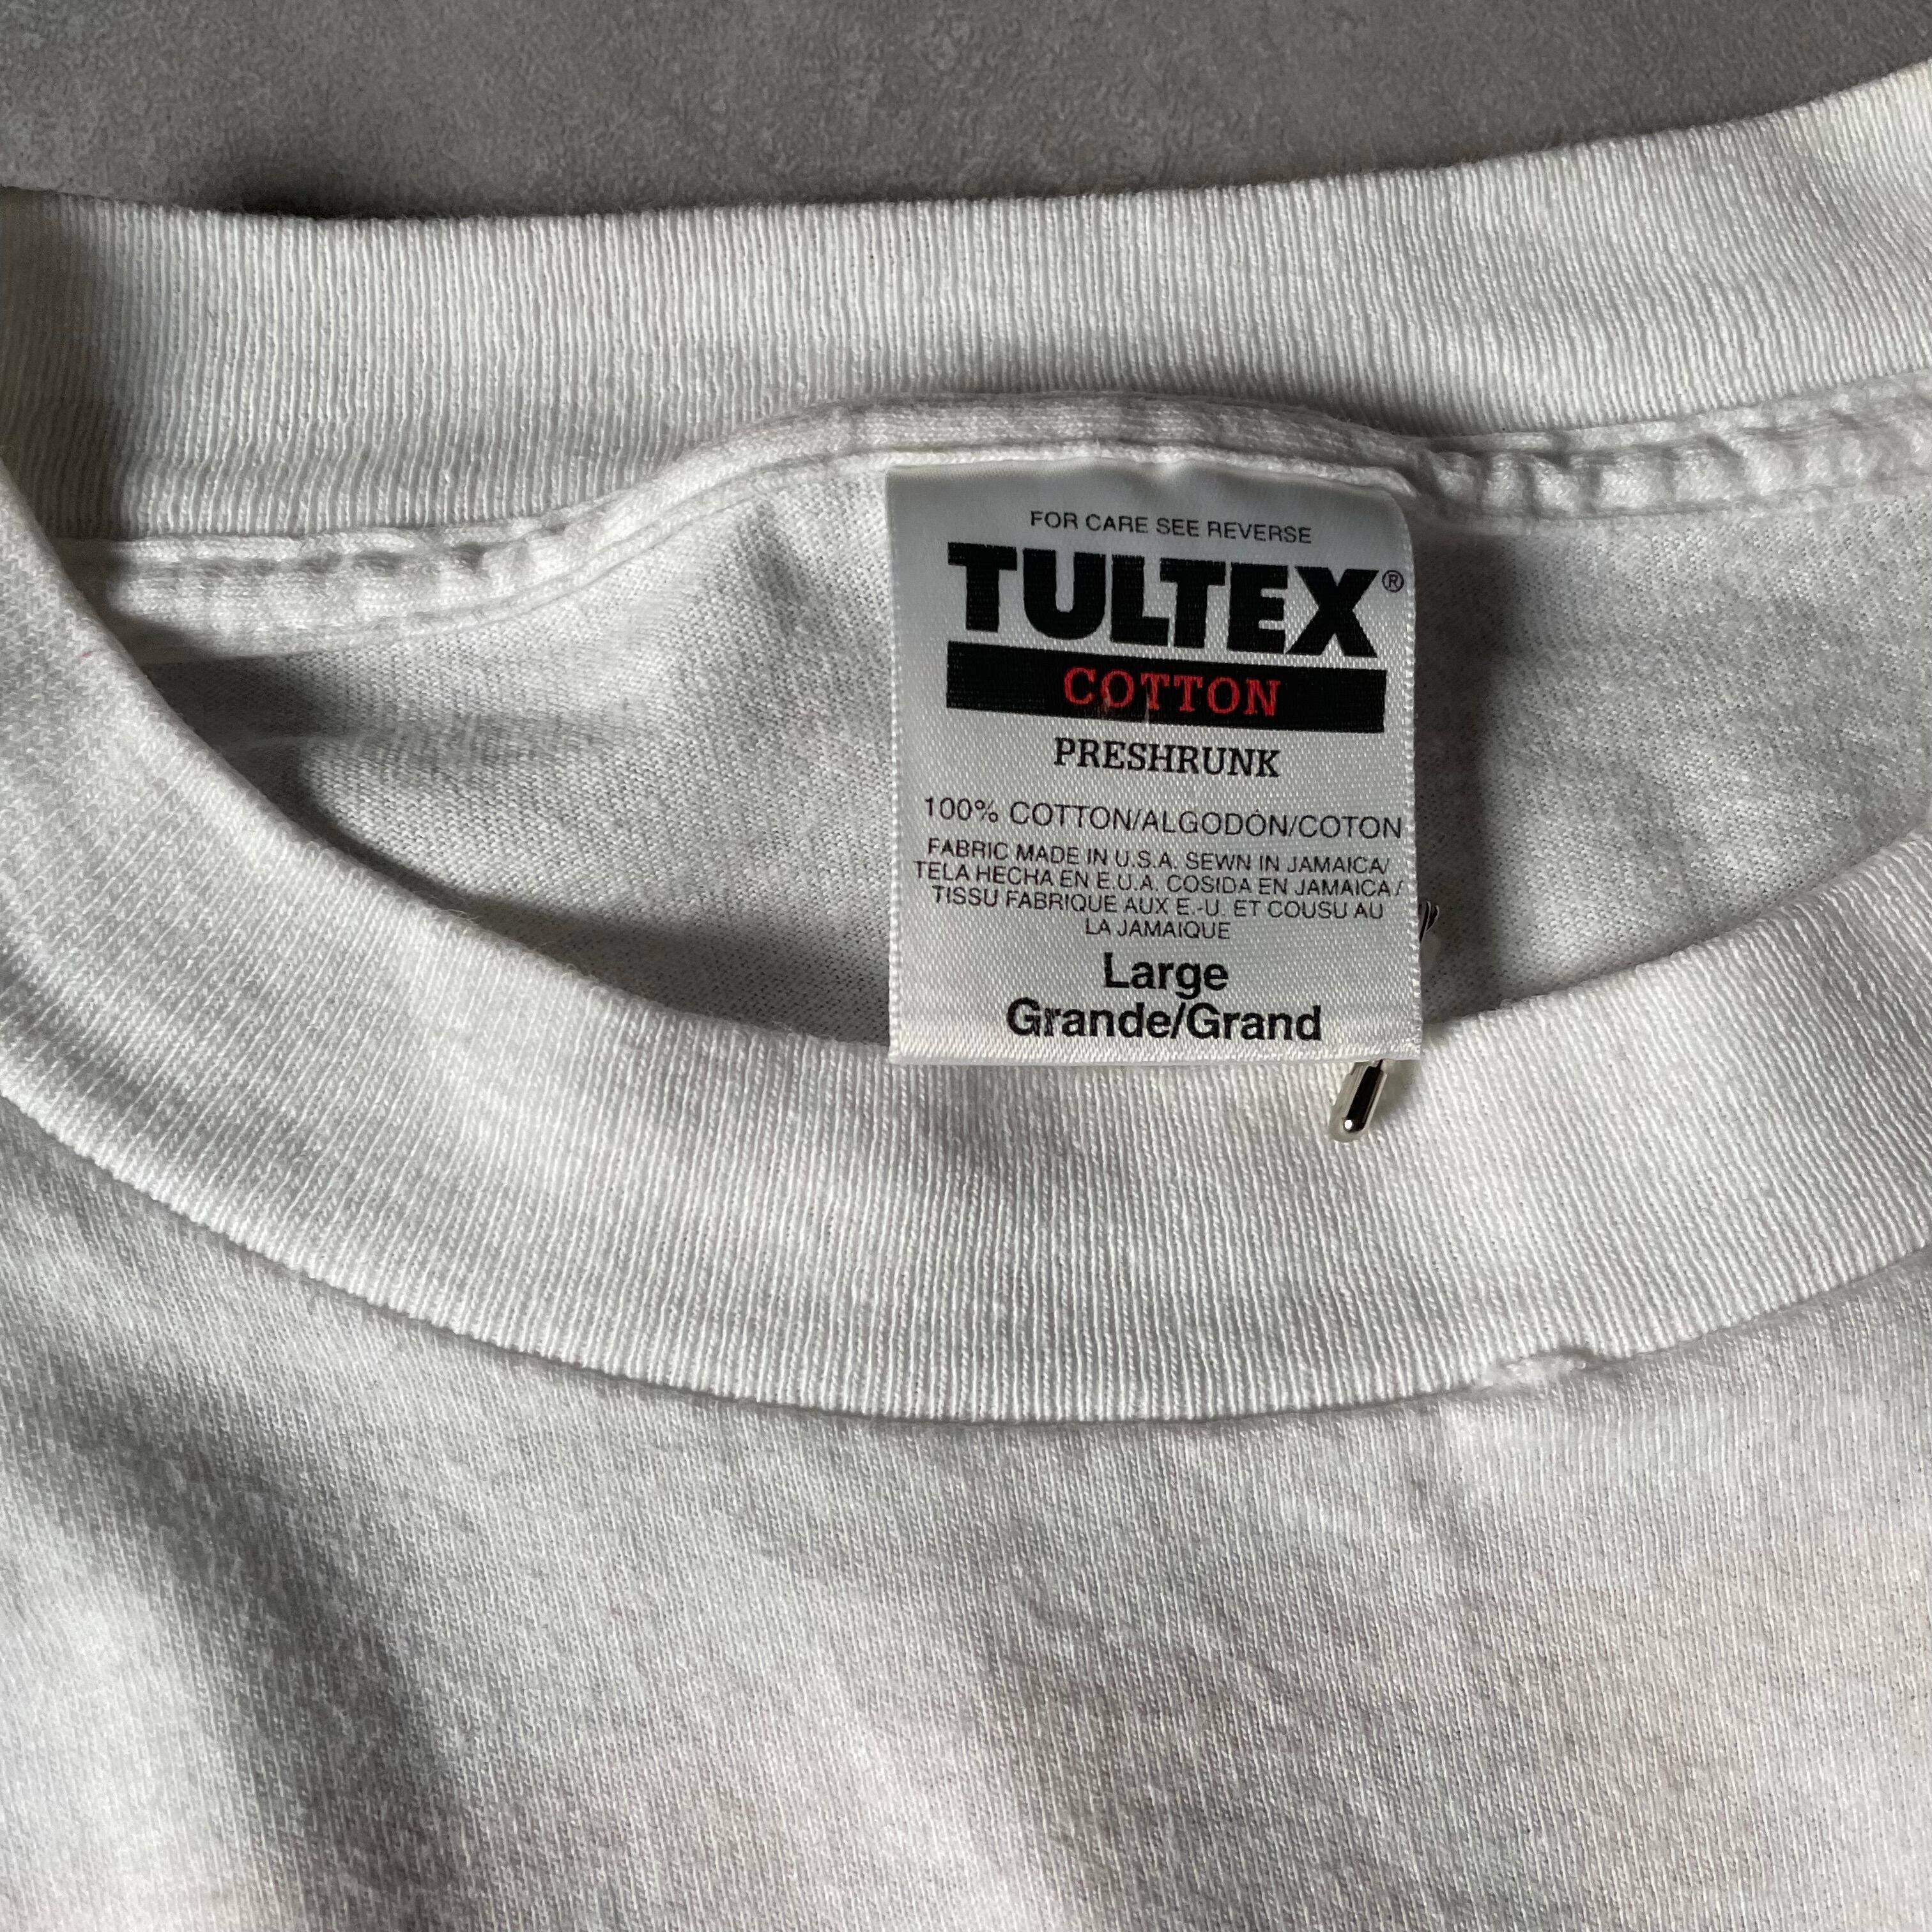 FOR CARE SEE REVERSE
TULTEX®
COTTON
PRESHRUNK
100% COTTON/ALGODÓN/COTON
FABRIC MADE IN U.S.A. SEWN IN JAMAICA/
TELA HECHA EN E.U.A. COSIDA EN JAMAICA/
TISSU FABRIQUE AUX E.-U. ET COUSU AU
LA JAMAIQUE
Large
Grande/Grand